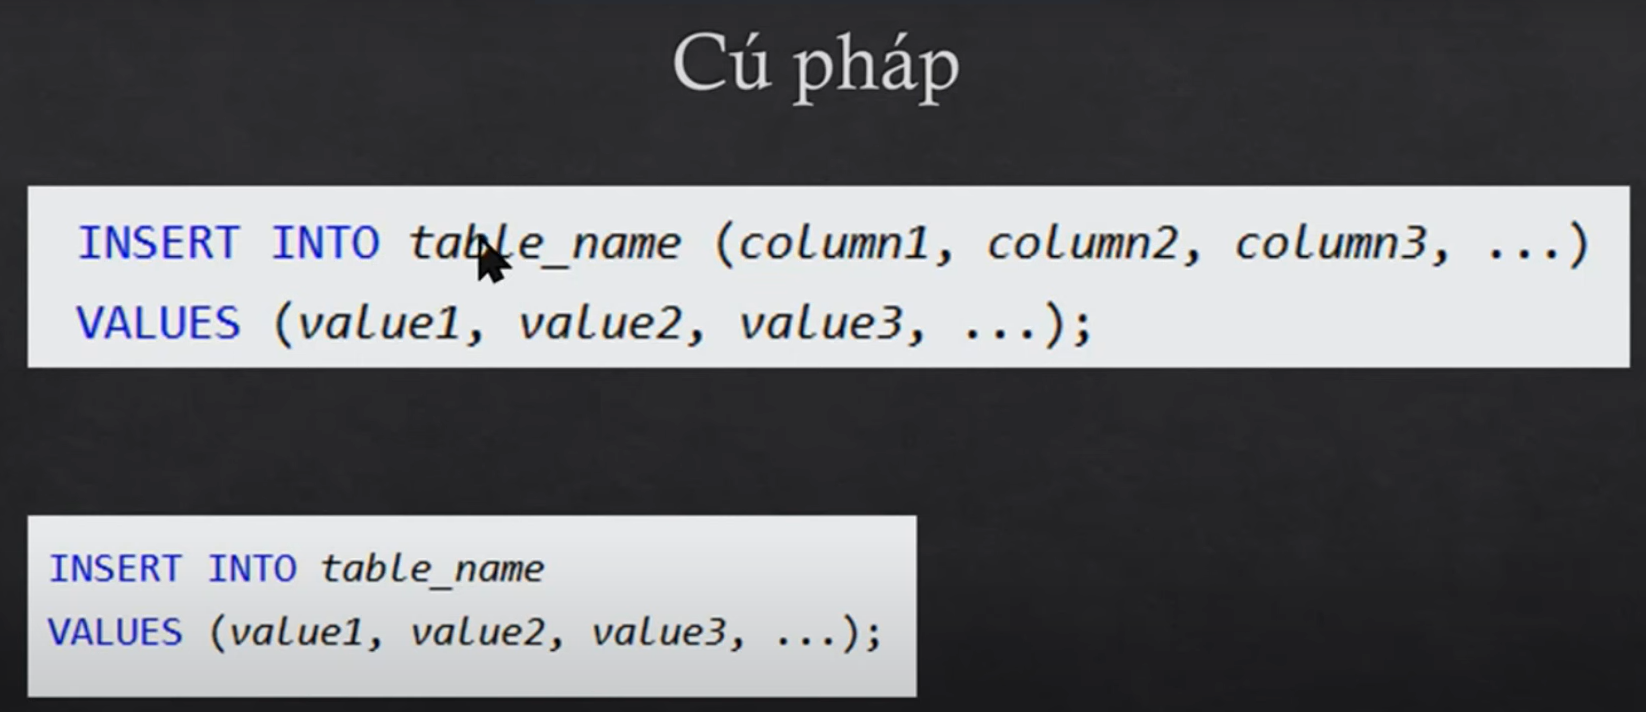 Cú pháp
INSERT INTO table_name (column1, column2, column3, ...)
VALUES (value1, value2, value3, ...);
INSERT INTO table_name
VALUES (value1, value2, value3, ...);